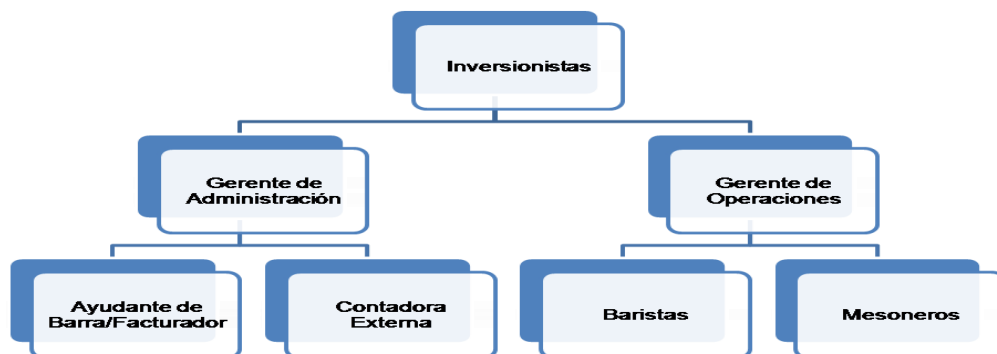 Inversionistas
Gerente de
Administración
Gerente de
Operaciones
Ayudante de
Barra/Facturador
Contadora
Externa
Baristas
Mesoneros